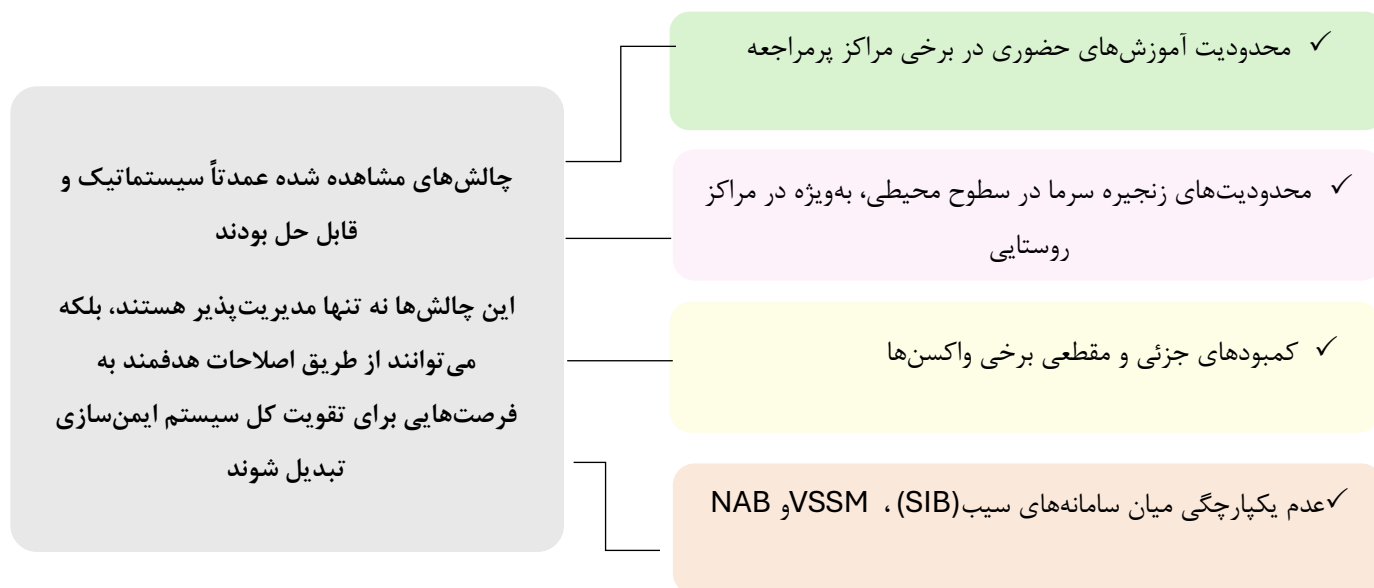 ✓ محدودیت آموزش‌های حضوری در برخی مراکز پرمراجعه
✓ محدودیت‌های زنجیره سرما در سطوح محیطی، به‌ویژه در مراکز
روستایی
✓ کمبودهای جزئی و مقطعی برخی واکسن‌ها
✓عدم یکپارچگی میان سامانه‌های سیب(SIB) ، VSSMو NAB
چالش‌های مشاهده شده عمدتاً سیستماتیک و
قابل حل بودند
این چالش‌ها نه تنها مدیریت‌پذیر هستند، بلکه
می‌توانند از طریق اصلاحات هدفمند به
فرصت‌هایی برای تقویت کل سیستم ایمن‌سازی
تبدیل شوند